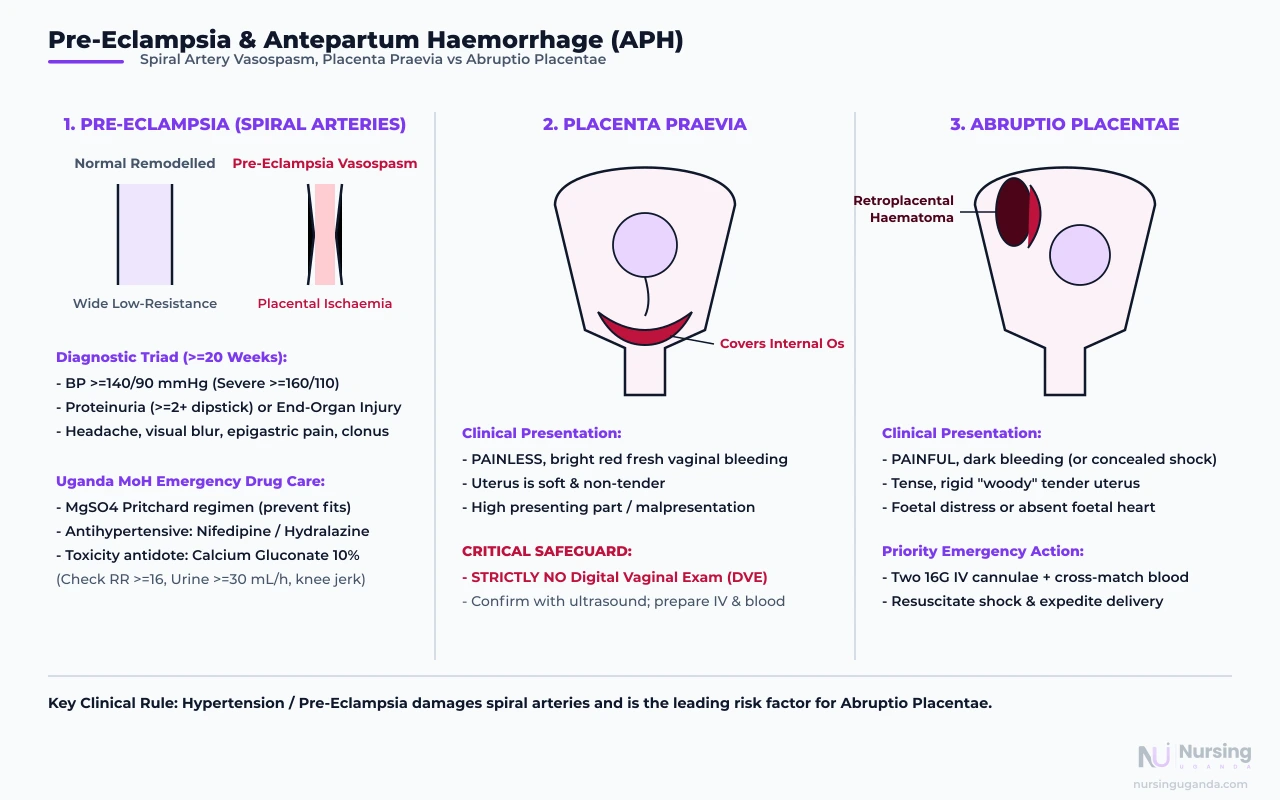 Pre-Eclampsia & Antepartum Haemorrhage (APH)
Spiral Artery Vasospasm, Placenta Praevia vs Abruptio Placentae
1. PRE-ECLAMPSIA (SPIRAL ARTERIES)
Normal Remodelled
Pre-Eclampsia Vasospasm
Wide Low-Resistance
Placental Ischaemia
Diagnostic Triad (>=20 Weeks):
- BP >=140/90 mmHg (Severe >=160/110)
- Proteinuria (>=2+ dipstick) or End-Organ Injury
- Headache, visual blur, epigastric pain, clonus
Uganda MoH Emergency Drug Care:
- MgSO4 Pritchard regimen (prevent fits)
- Antihypertensive: Nifedipine / Hydralazine
- Toxicity antidote: Calcium Gluconate 10%
(Check RR >=16, Urine >=30 mL/h, knee jerk)
2. PLACENTA PRAEVIA
Covers Internal Os
Clinical Presentation:
- PAINLESS, bright red fresh vaginal bleeding
- Uterus is soft & non-tender
- High presenting part / malpresentation
CRITICAL SAFEGUARD:
- STRICTLY NO Digital Vaginal Exam (DVE)
- Confirm with ultrasound; prepare IV & blood
3. ABRUPTIO PLACENTAE
Retroplacental
Haematoma
Clinical Presentation:
- PAINFUL, dark bleeding (or concealed shock)
- Tense, rigid "woody" tender uterus
- Foetal distress or absent foetal heart
Priority Emergency Action:
- Two 16G IV cannulae + cross-match blood
- Resuscitate shock & expedite delivery
Key Clinical Rule: Hypertension / Pre-Eclampsia damages spiral arteries and is the leading risk factor for Abruptio Placentae.
NU Nursing
UGANDA
nursinguganda.com